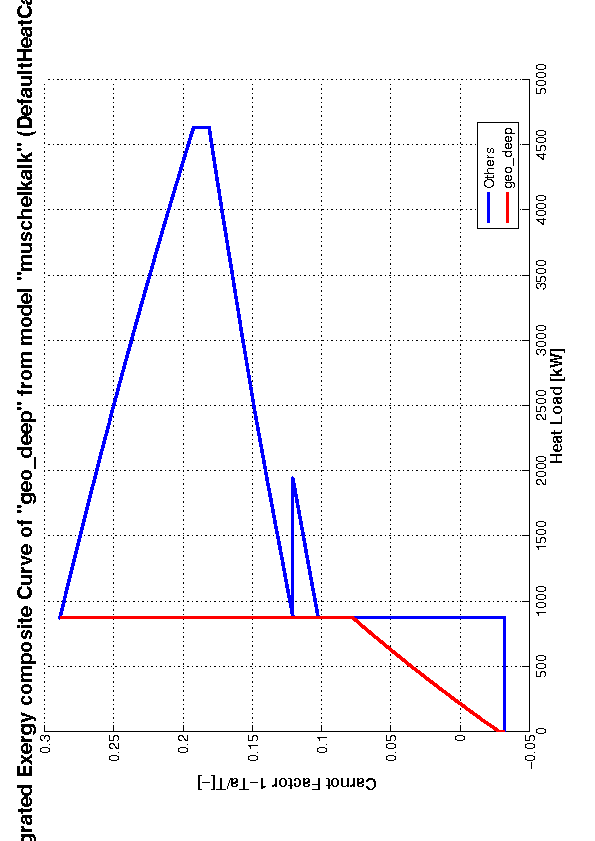 grated Exergy composite Curve of "geo_deep" from model "muschelkalk" (DefaultHeatCa
Carnot Factor 1−Ta/T[−]
0.3
0.25
0.2
0.15
0.1
0.05
0
−0.05
Others
geo_deep
0 500 1000 1500 2000 2500 3000 3500 4000 4500 5000
Heat Load [kW]